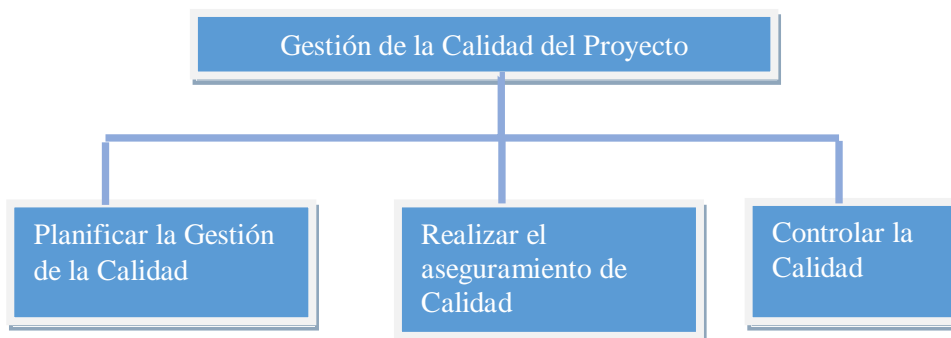 Gestión de la Calidad del Proyecto
Planificar la Gestión
de la Calidad
Realizar el
aseguramiento de
Calidad
Controlar la
Calidad